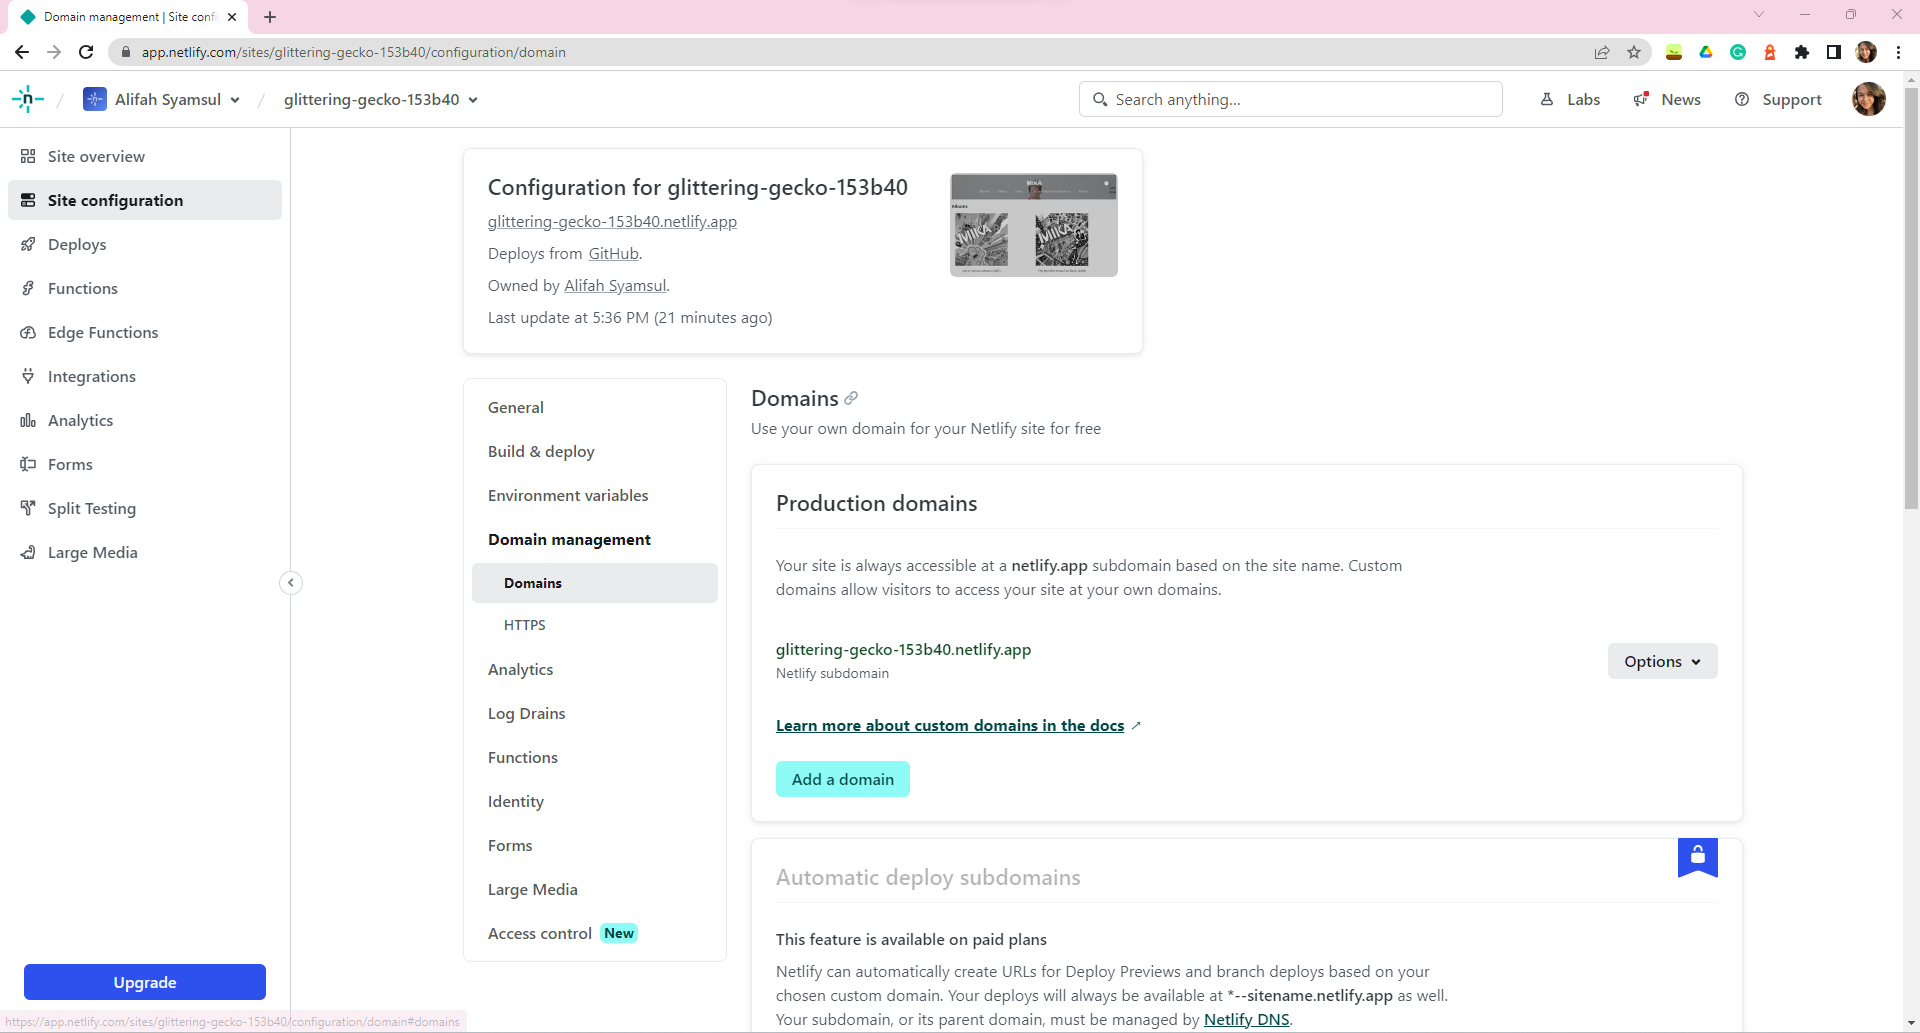 Domain management | Site confi
app.netlify.com/sites/glittering-gecko-153b40/configuration/domain
Alifah Syamsul
glittering-gecko-153b40
Search anything...
Labs
News
Support
Site overview
Site configuration
Deploys
Functions
Edge Functions
Integrations
Analytics
Forms
Split Testing
Large Media
Upgrade
Configuration for glittering-gecko-153b40
glittering-gecko-153b40.netlify.app
Deploys from GitHub.
Owned by Alifah Syamsul.
Last update at 5:36 PM (21 minutes ago)
MIKA
Albums
MIKA
MIKA
General
Build & deploy
Environment variables
Domain management
Domains
HTTPS
Analytics
Log Drains
Functions
Identity
Forms
Large Media
Access control New
Domains
Use your own domain for your Netlify site for free
Production domains
Your site is always accessible at a netlify.app subdomain based on the site name. Custom
domains allow visitors to access your site at your own domains.
glittering-gecko-153b40.netlify.app
Netlify subdomain
Options
Learn more about custom domains in the docs
Add a domain
Automatic deploy subdomains
This feature is available on paid plans
Netlify can automatically create URLs for Deploy Previews and branch deploys based on your
chosen custom domain. Your deploys will always be available at *--sitename.netlify.app as well.
Your subdomain, or its parent domain, must be managed by Netlify DNS.
https://app.netlify.com/sites/glittering-gecko-153b40/configuration/domain#domains